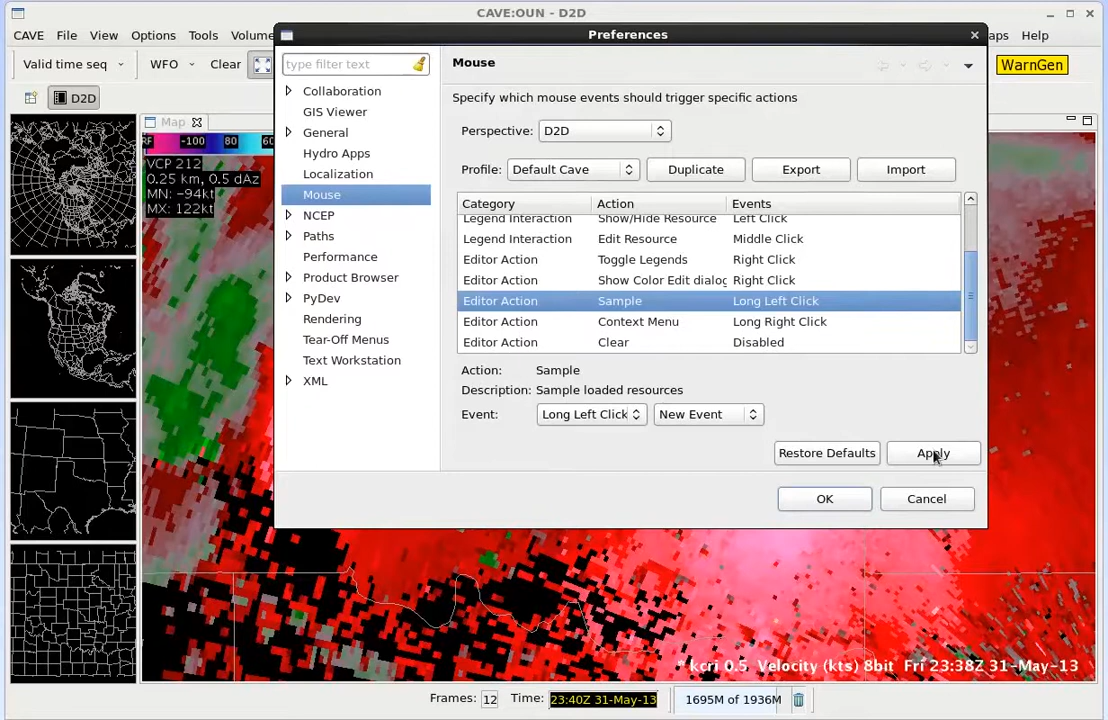 CAVE:OUN - D2D
CAVE File View Options Tools Volume
aps Help
Valid time seq WFO Clear
WarnGen
D2D
Map
RF -100 80 60
VCP 212
0.25 km, 0.5 dAz
MN: -94kt
MX: 122kt
Preferences
type filter text
Collaboration
GIS Viewer
General
Hydro Apps
Localization
Mouse
NCEP
Paths
Performance
Product Browser
PyDev
Rendering
Tear-Off Menus
Text Workstation
XML
Mouse
Specify which mouse events should trigger specific actions
Perspective: D2D
Profile: Default Cave Duplicate Export Import
Category Action Events
Legend Interaction Show/Hide Resource Left Click
Legend Interaction Edit Resource Middle Click
Editor Action Toggle Legends Right Click
Editor Action Show Color Edit dialog Right Click
Editor Action Sample Long Left Click
Editor Action Context Menu Long Right Click
Editor Action Clear Disabled
Action: Sample
Description: Sample loaded resources
Event: Long Left Click New Event
Restore Defaults Apply
OK Cancel
* kcri 0.5 Velocity (kts) 8bit Fri 23:38Z 31-May-13
Frames: 12 Time: 23:40Z 31-May-13 1695M of 1936M